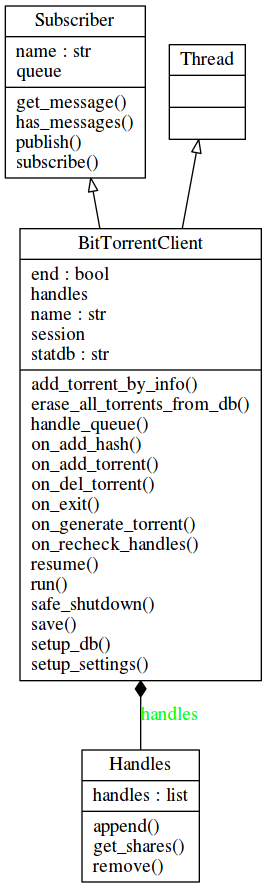 Subscriber
name : str
queue
get_message()
has_messages()
publish()
subscribe()
Thread
BitTorrentClient
end : bool
handles
name : str
session
statdb : str
add_torrent_by_info()
erase_all_torrents_from_db()
handle_queue()
on_add_hash()
on_add_torrent()
on_del_torrent()
on_exit()
on_generate_torrent()
on_recheck_handles()
resume()
run()
safe_shutdown()
save()
setup_db()
setup_settings()
handles
Handles
handles : list
append()
get_shares()
remove()